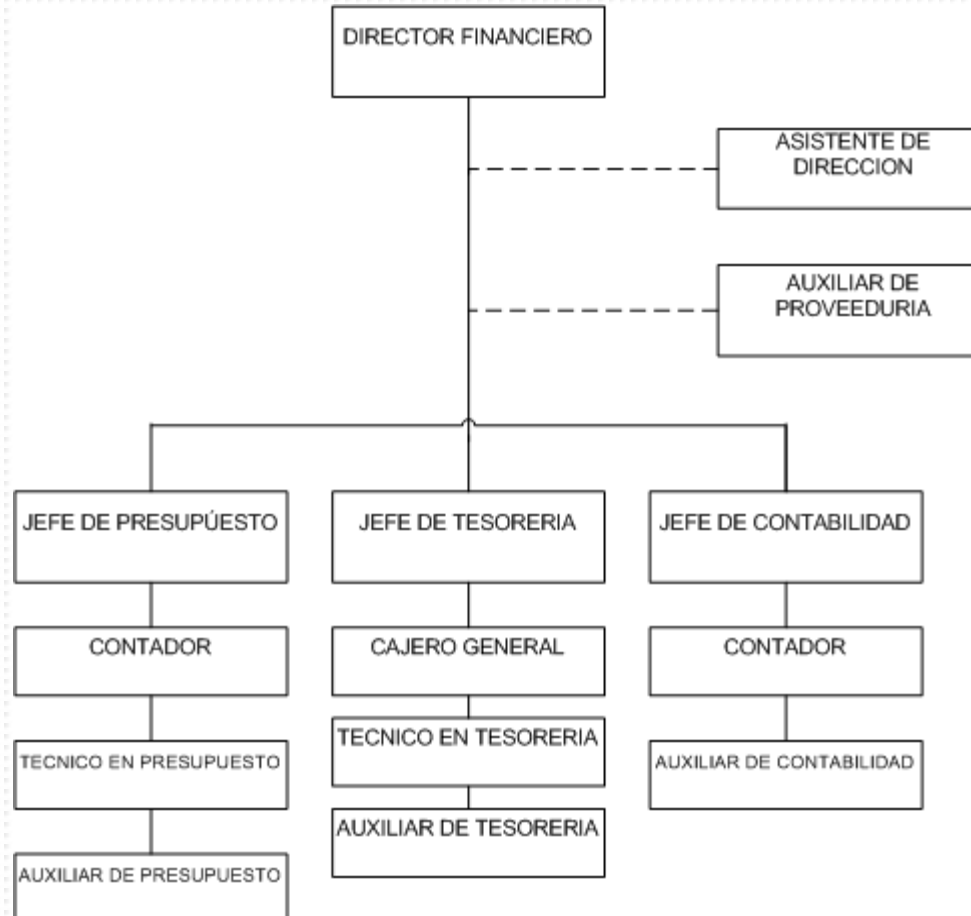 DIRECTOR FINANCIERO
ASISTENTE DE
DIRECCION
AUXILIAR DE
PROVEEDURIA
JEFE DE PRESUPÚESTO
JEFE DE TESORERIA
JEFE DE CONTABILIDAD
CONTADOR
CAJERO GENERAL
CONTADOR
TECNICO EN PRESUPUESTO
TECNICO EN TESORERIA
AUXILIAR DE CONTABILIDAD
AUXILIAR DE TESORERIA
AUXILIAR DE PRESUPUESTO